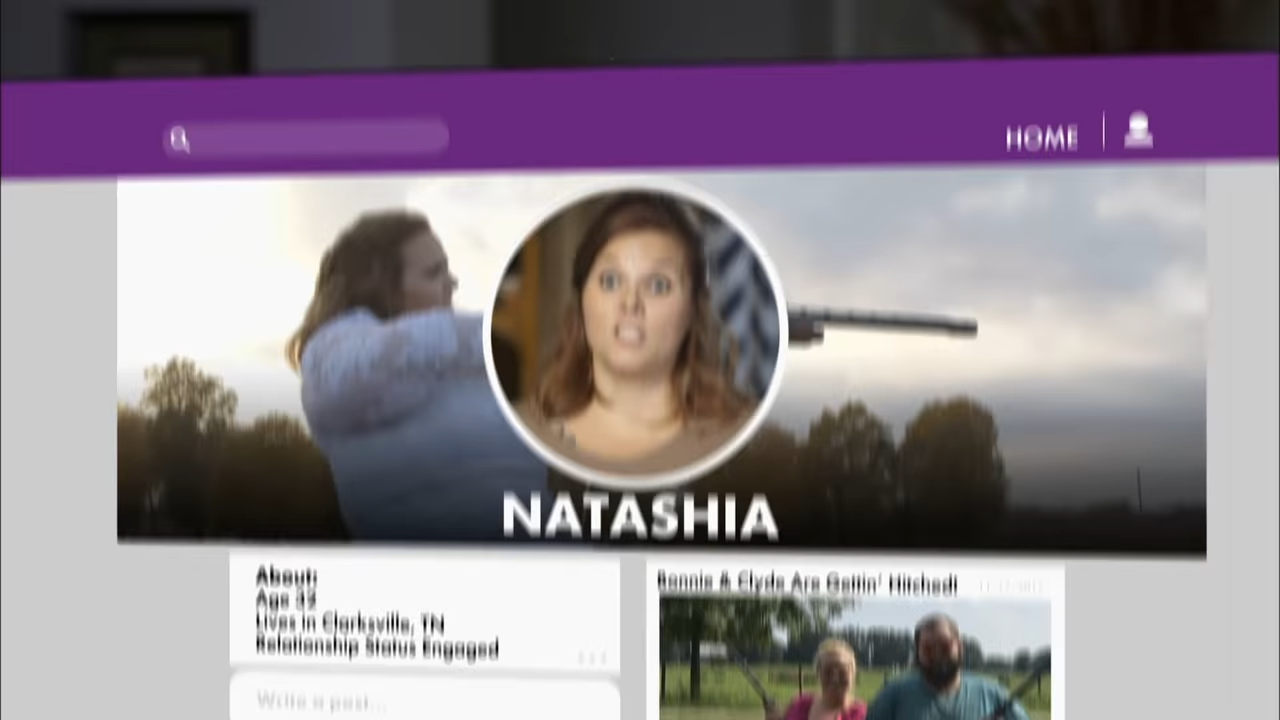 HOME
NATASHIA
About:
Age 32
Lives in Clarksville, TN
Relationship Status Engaged
Write a post...
Bonnie & Clyde Are Gettin' Hitched!